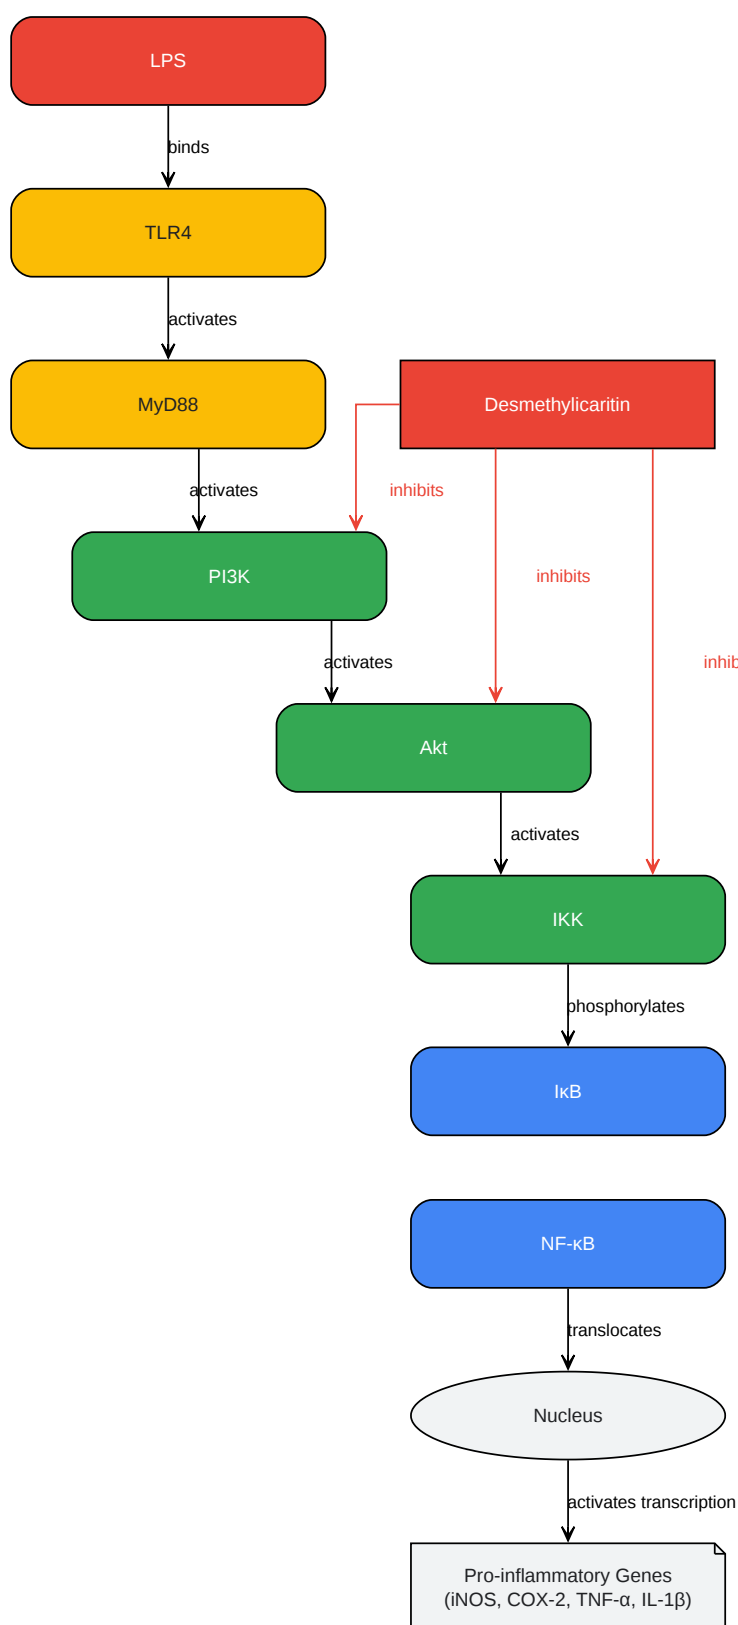 LPS
binds
TLR4
activates
MyD88
Desmethylicaritin
activates
inhibits
PI3K
inhibits
activates
inhib
Akt
activates
IKK
phosphorylates
IκB
NF-κB
translocates
Nucleus
activates transcription
Pro-inflammatory Genes
(iNOS, COX-2, TNF-α, IL-1β)